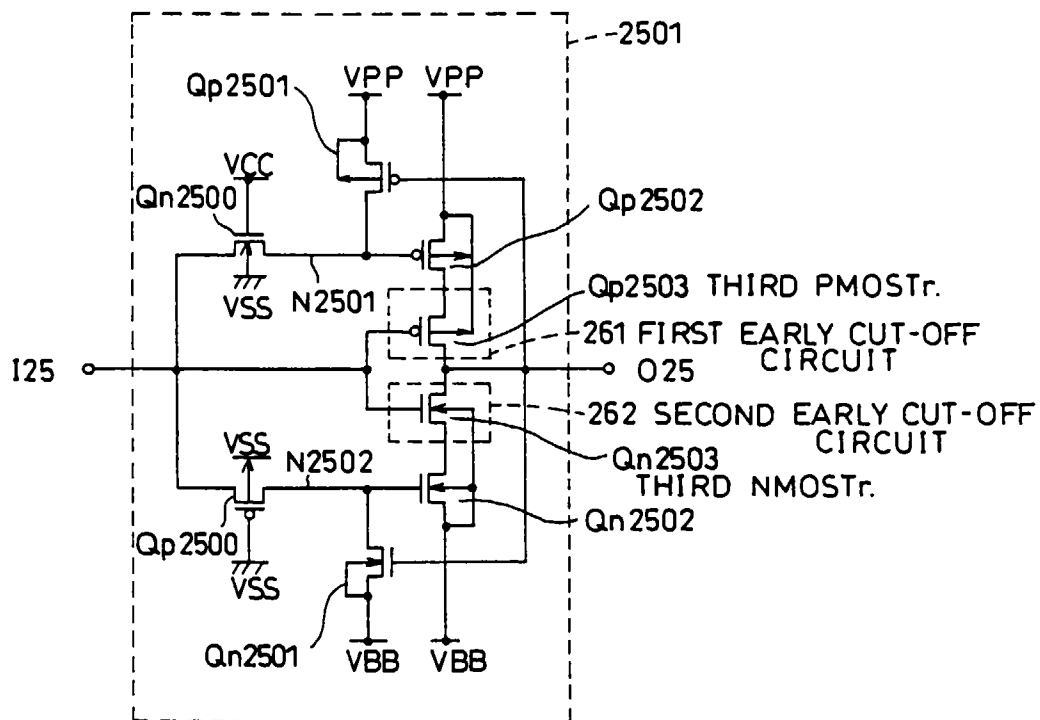 2501
VPP VPP
Qp2501
VCC
Qn2500
Qp2502
VSS
N2501
Qp2503 THIRD PMOSTr.
261 FIRST EARLY CUT-OFF
CIRCUIT
I25
O25
262 SECOND EARLY CUT-OFF
CIRCUIT
VSS
N2502
Qn2503
THIRD NMOSTr.
Qn2502
Qp2500
VSS
Qn2501
VBB VBB